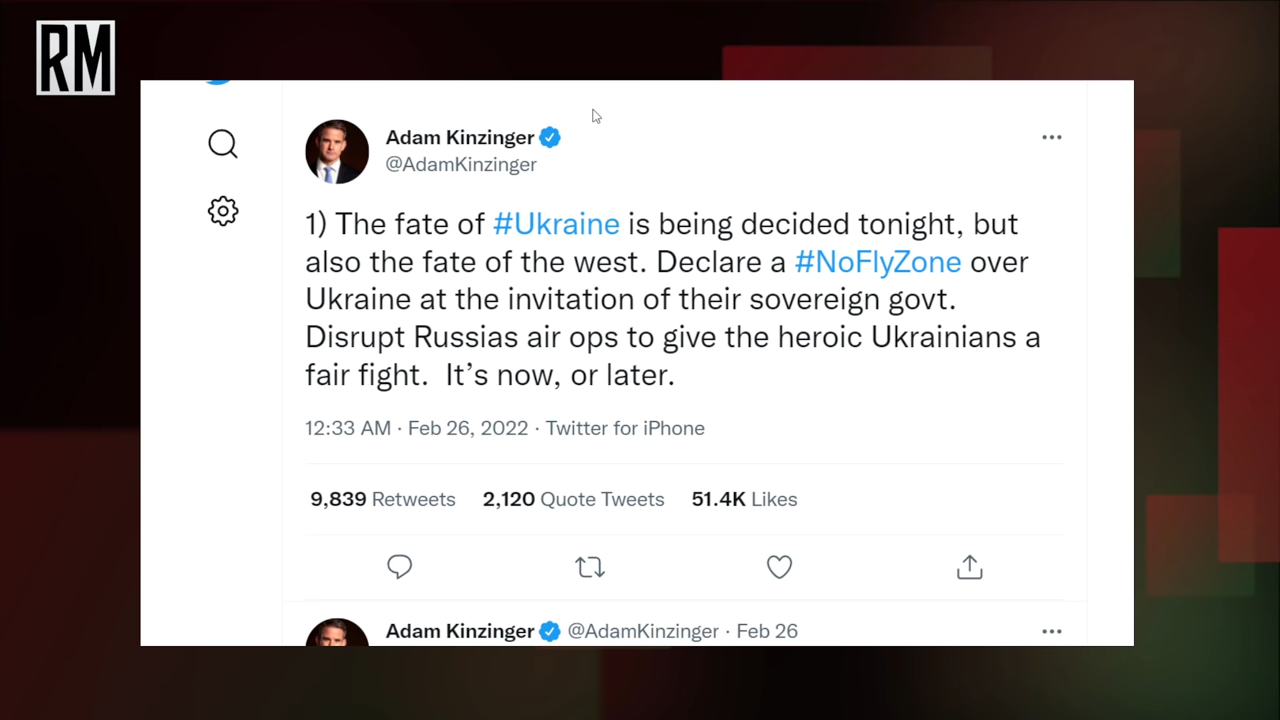 RM
Adam Kinzinger
@AdamKinzinger
1) The fate of #Ukraine is being decided tonight, but
also the fate of the west. Declare a #NoFlyZone over
Ukraine at the invitation of their sovereign govt.
Disrupt Russias air ops to give the heroic Ukrainians a
fair fight.  It’s now, or later.
12:33 AM · Feb 26, 2022 · Twitter for iPhone
9,839 Retweets 2,120 Quote Tweets 51.4K Likes
Adam Kinzinger @AdamKinzinger · Feb 26